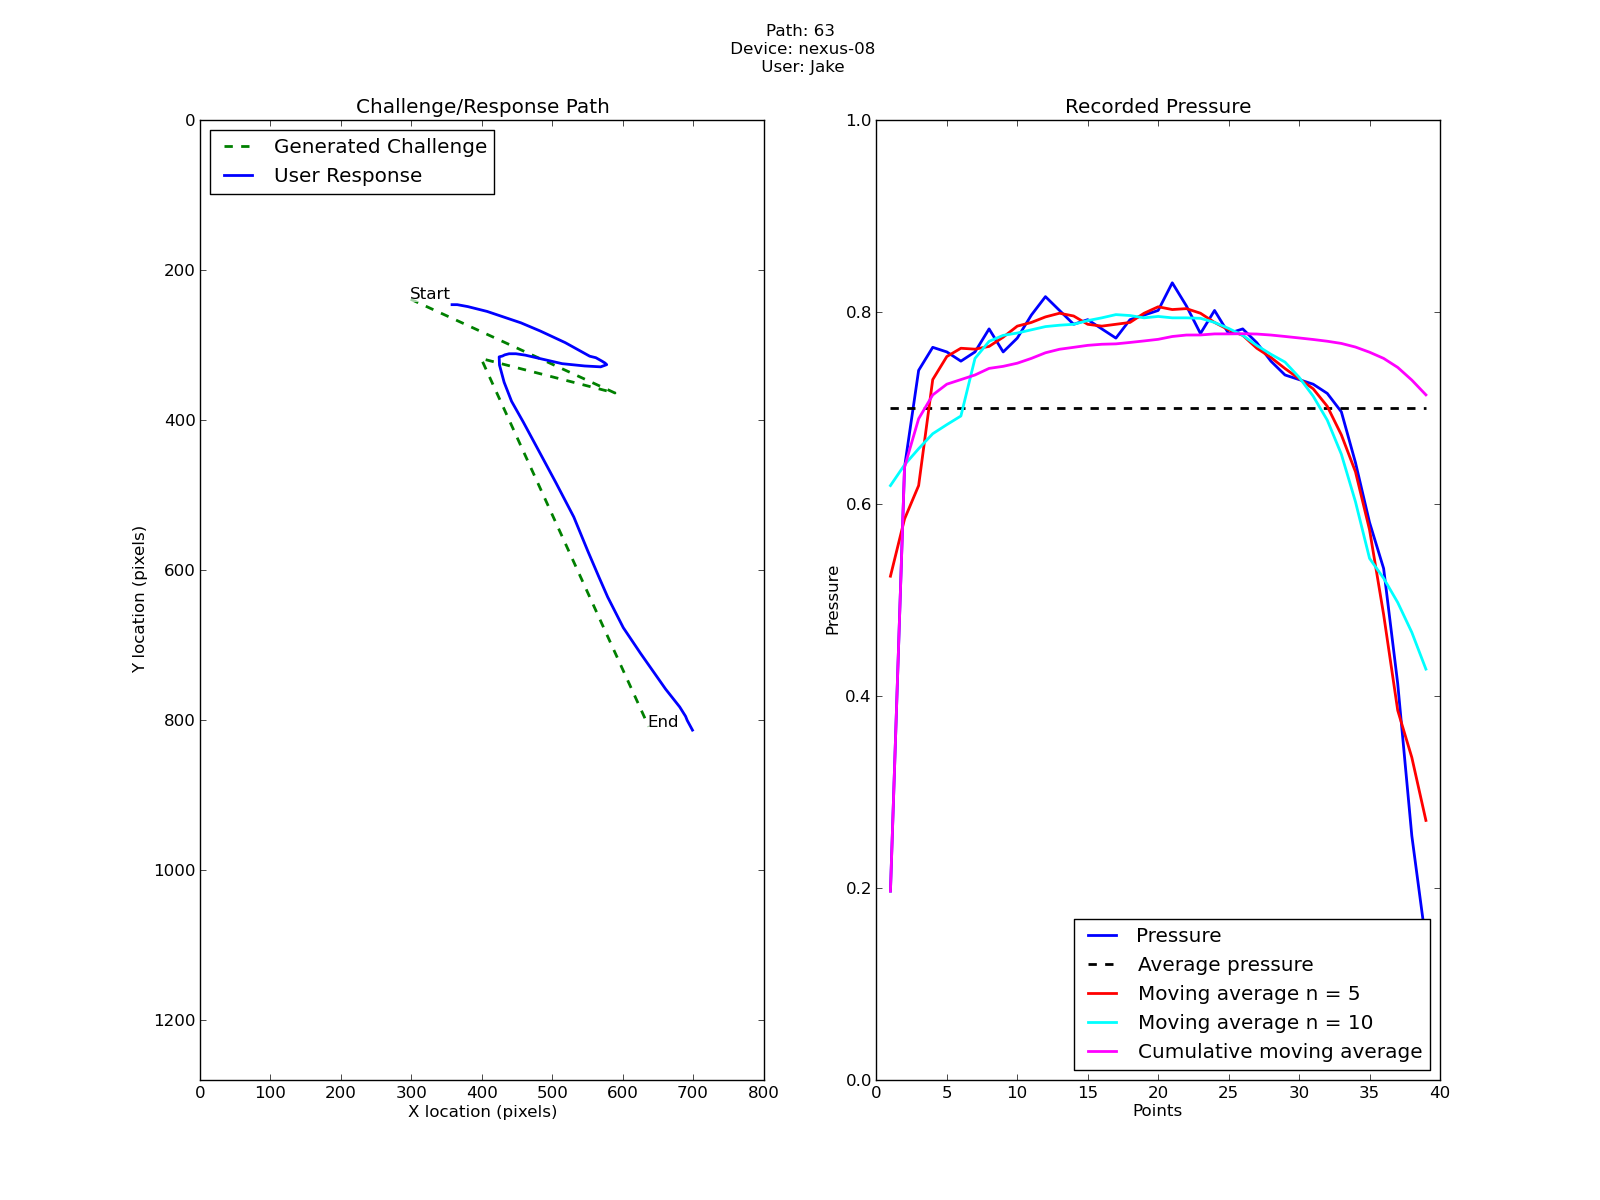 Path: 63
Device: nexus-08
User: Jake
Challenge/Response Path
Generated Challenge
User Response
Start
End
0
200
400
600
800
1000
1200
Y location (pixels)
0 100 200 300 400 500 600 700 800
X location (pixels)
Recorded Pressure
1.0
0.8
0.6
0.4
0.2
0.0
Pressure
Pressure
Average pressure
Moving average n = 5
Moving average n = 10
Cumulative moving average
0 5 10 15 20 25 30 35 40
Points